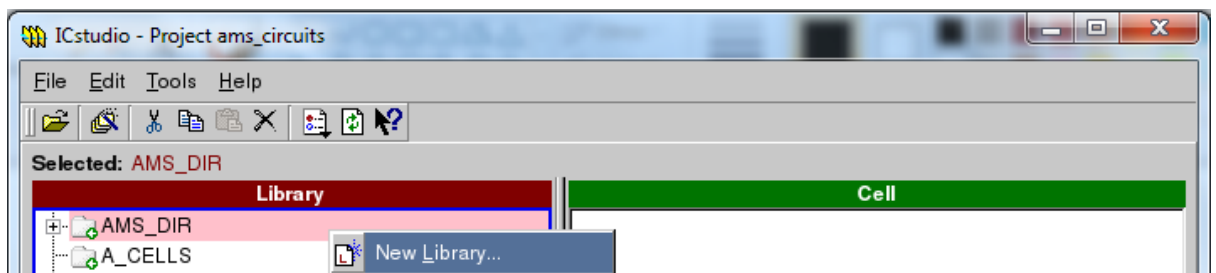 ICstudio - Project ams_circuits
File Edit Tools Help
Selected: AMS_DIR
Library Cell
AMS_DIR
A_CELLS New Library...